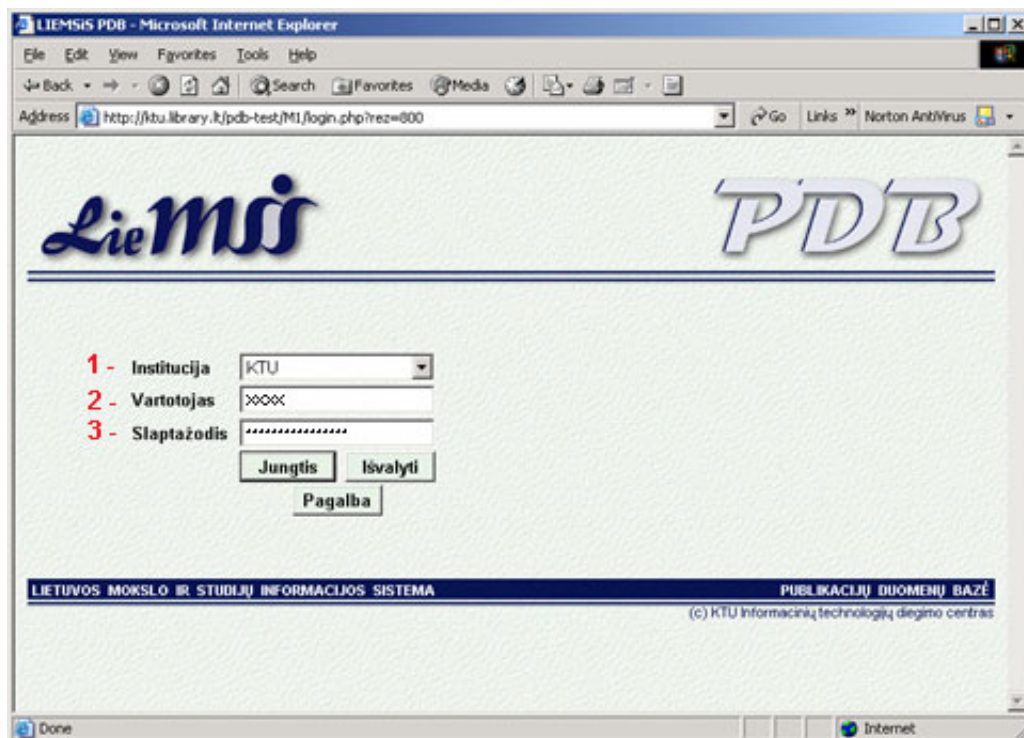 LIEMSiS PDB - Microsoft Internet Explorer
File Edit View Favorites Tools Help
Back Search Favorites Media
Address http://ktu.library.lt/pdb-test/M1/login.php?rez=800 Go Links » Norton AntiVirus
LieMSIS PDB
1 - Institucija KTU
2 - Vartotojas xxxx
3 - Slaptažodis ****************
Jungtis Išvalyti
Pagalba
LIETUVOS MOKSLO IR STUDIJŲ INFORMACIJOS SISTEMA PUBLIKACIJŲ DUOMENŲ BAZĖ
(c) KTU Informacinių technologijų diegimo centras
Done Internet